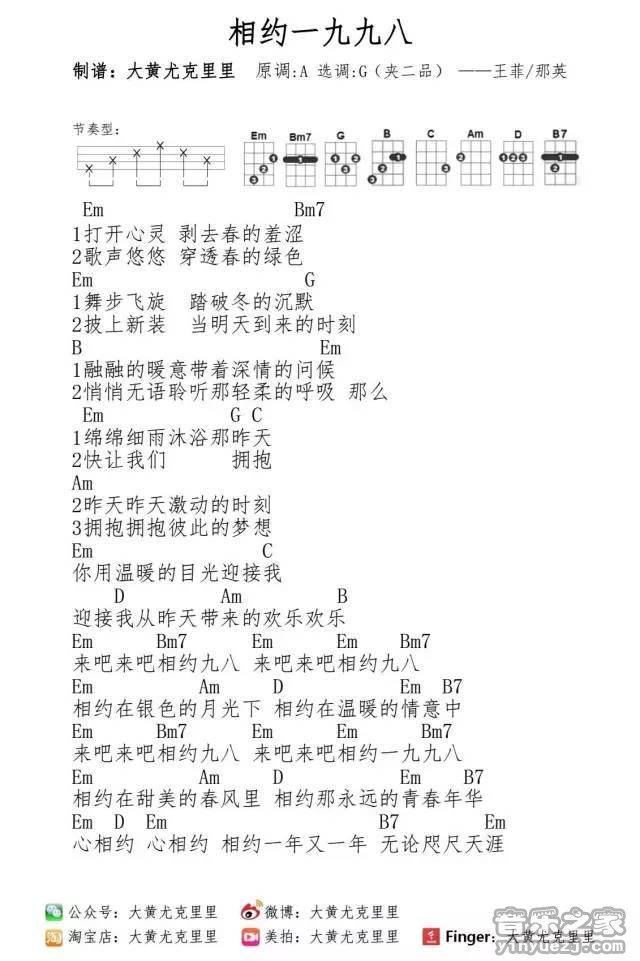 相约一九九八
制谱：大黄尤克里里 原调:A 选调:G（夹二品） ——王菲/那英
节奏型：
Em Bm7 G B C Am D B7
Em Bm7
1打开心灵 剥去春的羞涩
2歌声悠悠 穿透春的绿色
Em G
1舞步飞旋 踏破冬的沉默
2披上新装 当明天到来的时刻
B Em
1融融的暖意带着深情的问候
2悄悄无语聆听那轻柔的呼吸 那么
Em G C
1绵绵细雨沐浴那昨天
2快让我们 拥抱
Am
2昨天昨天激动的时刻
3拥抱拥抱彼此的梦想
Em C
你用温暖的目光迎接我
D Am B
迎接我从昨天带来的欢乐欢乐
Em Bm7 Em Em Bm7
来吧来吧相约九八 来吧来吧相约九八
Em Am D Em B7
相约在银色的月光下 相约在温暖的情意中
Em Bm7 Em Em Bm7
来吧来吧相约九八 来吧来吧相约一九九八
Em Am D Em B7
相约在甜美的春风里 相约那永远的青春年华
Em D Em B7 Em
心相约 心相约 相约一年又一年 无论咫尺天涯
公众号：大黄尤克里里 微博：大黄尤克里里
淘宝店：大黄尤克里里 美拍：大黄尤克里里 Finger：大黄尤克里里
音乐之家
yinyuezj.com